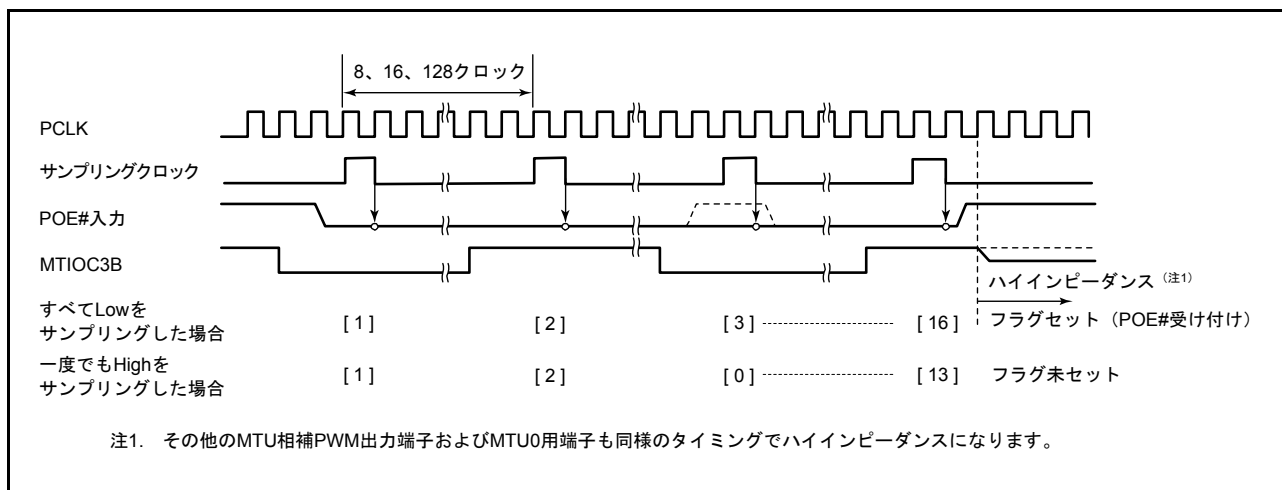 8、16、128クロック
PCLK
サンプリングクロック
POE#入力
MTIOC3B
ハイインピーダンス（注1）
すべてLowを
サンプリングした場合
[ 1 ] [ 2 ] [ 3 ] [ 16 ] フラグセット（POE#受け付け）
一度でもHighを
サンプリングした場合
[ 1 ] [ 2 ] [ 0 ] [ 13 ] フラグ未セット
注1. その他のMTU相補PWM出力端子およびMTU0用端子も同様のタイミングでハイインピーダンスになります。